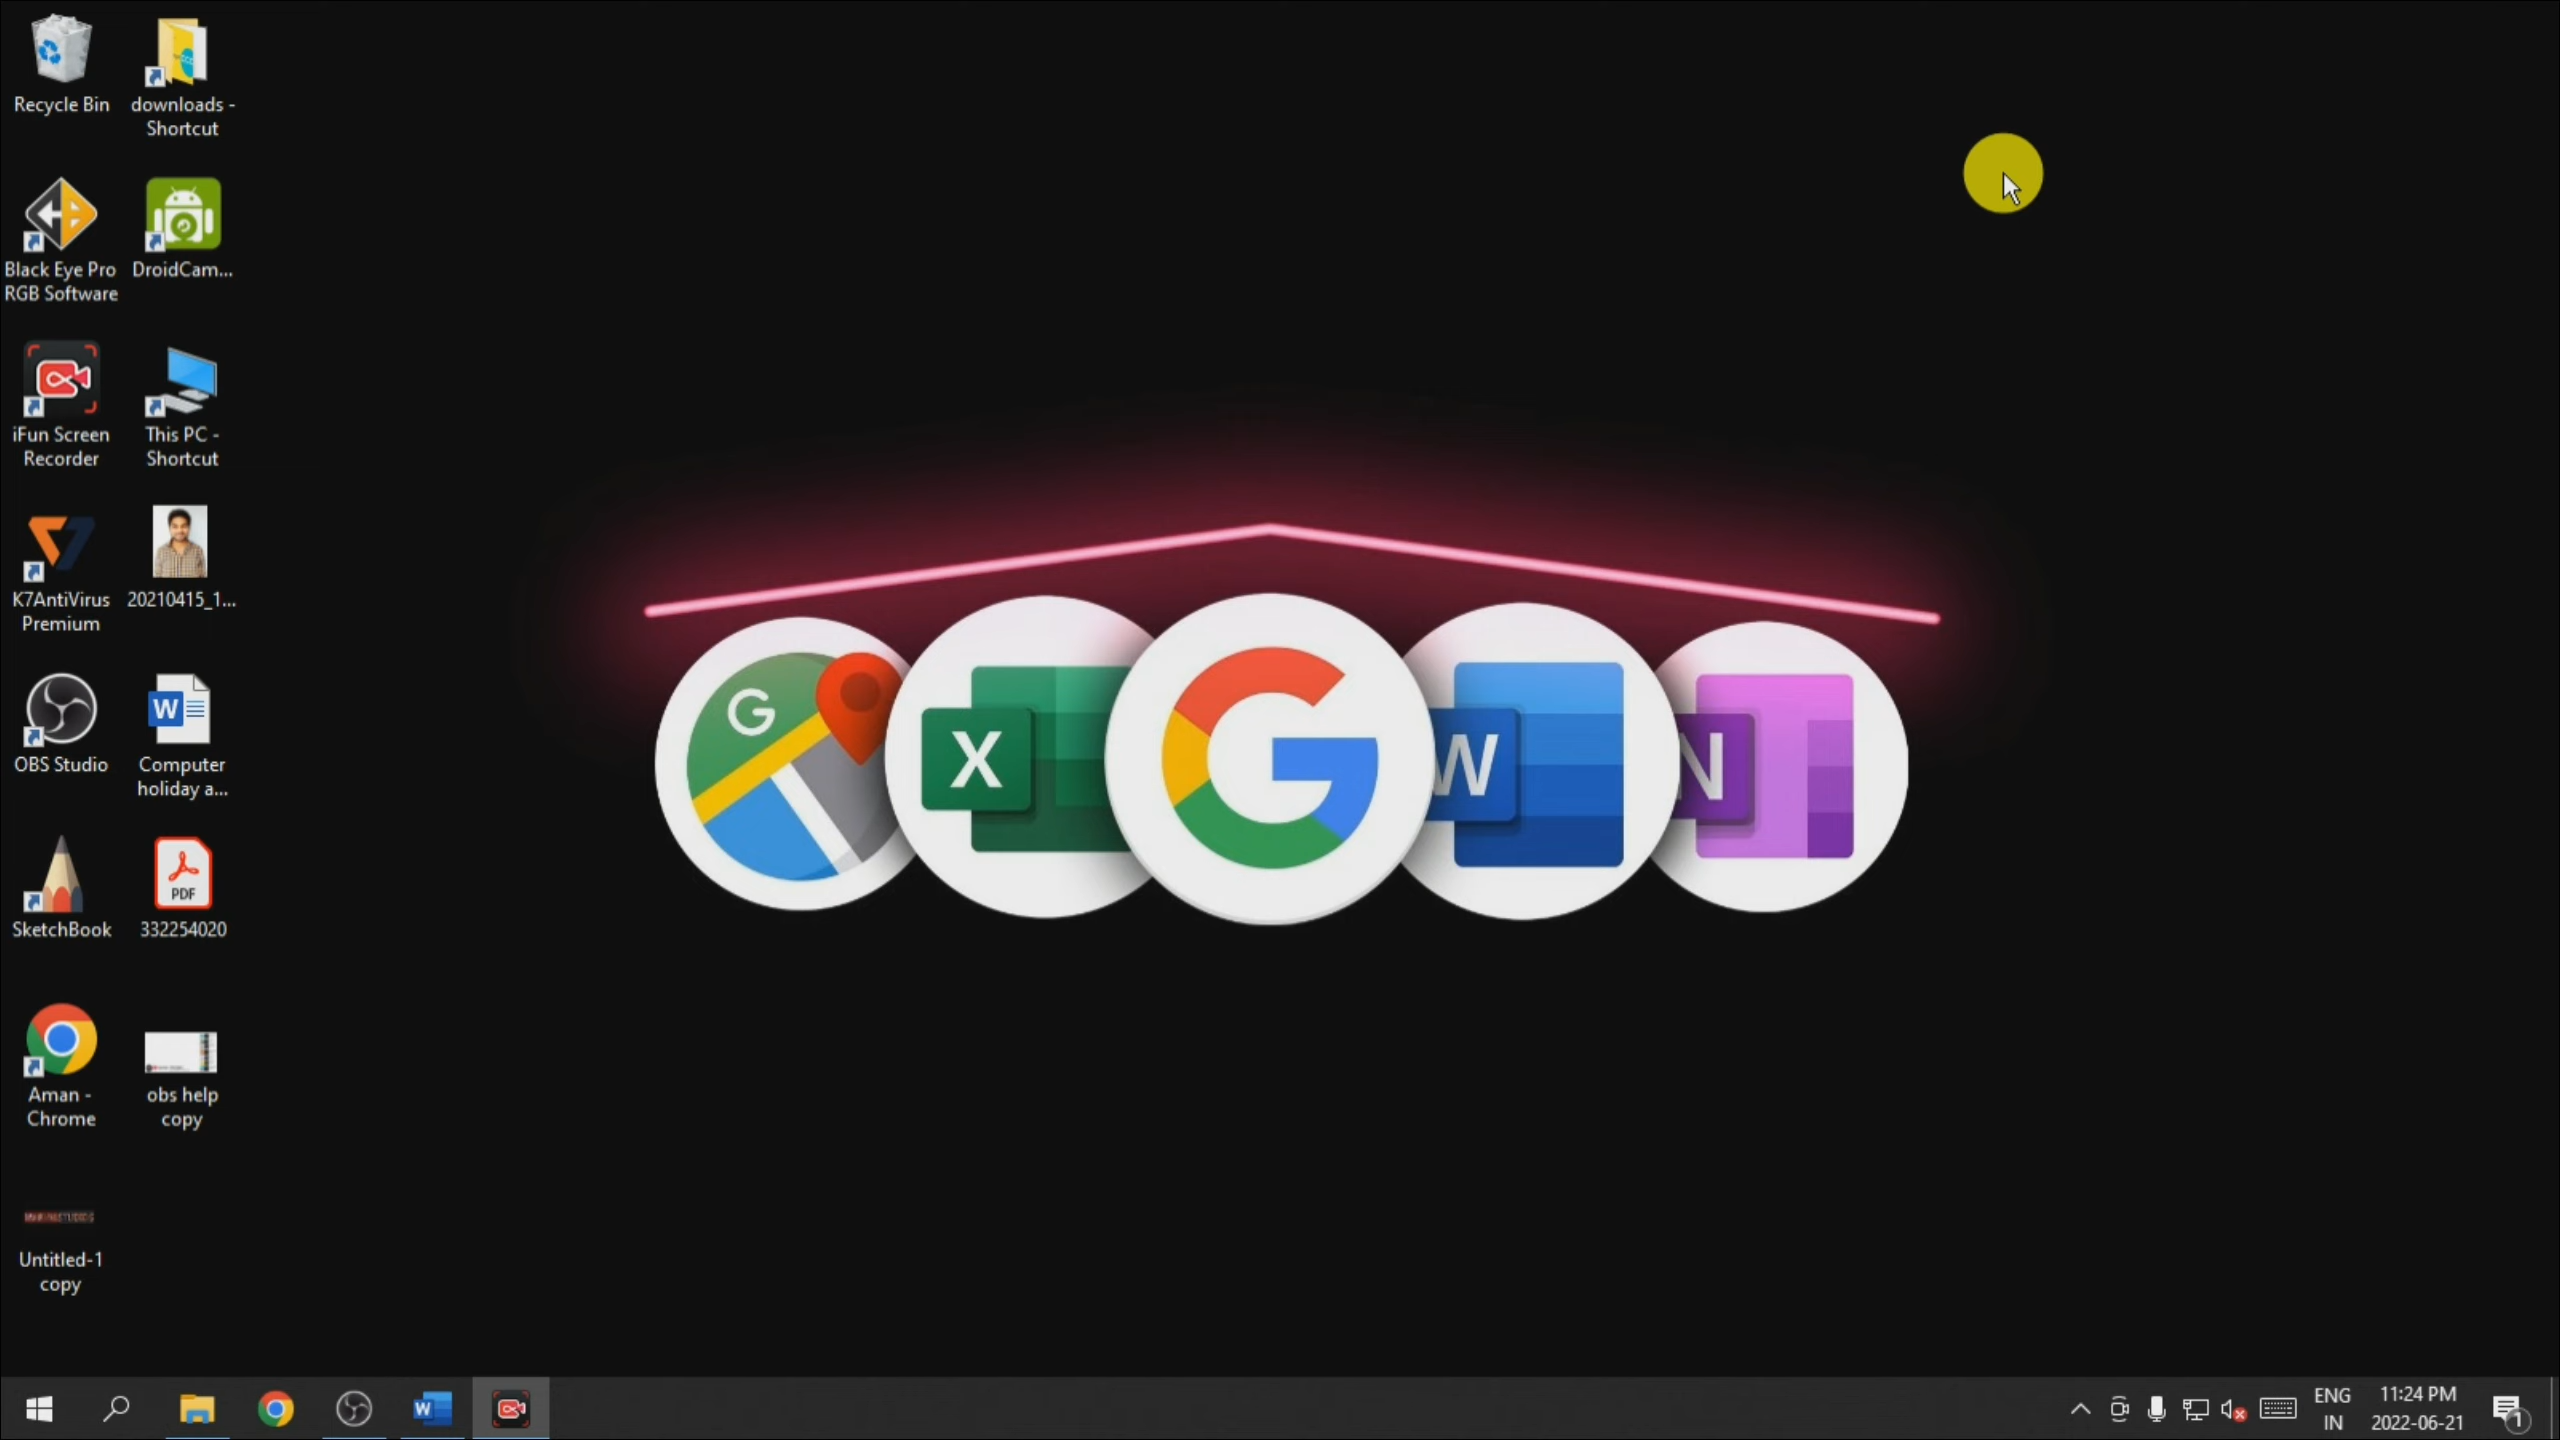 Recycle Bin
downloads -
Shortcut
Black Eye Pro
RGB Software
DroidCam...
iFun Screen
Recorder
This PC -
Shortcut
K7AntiVirus
Premium
20210415_1...
W
OBS Studio
Computer
holiday a...
PDF
SketchBook
332254020
Aman -
Chrome
obs help
copy
Untitled-1
copy
G
X
G
W
N
W
ENG
IN
11:24 PM
2022-06-21
1